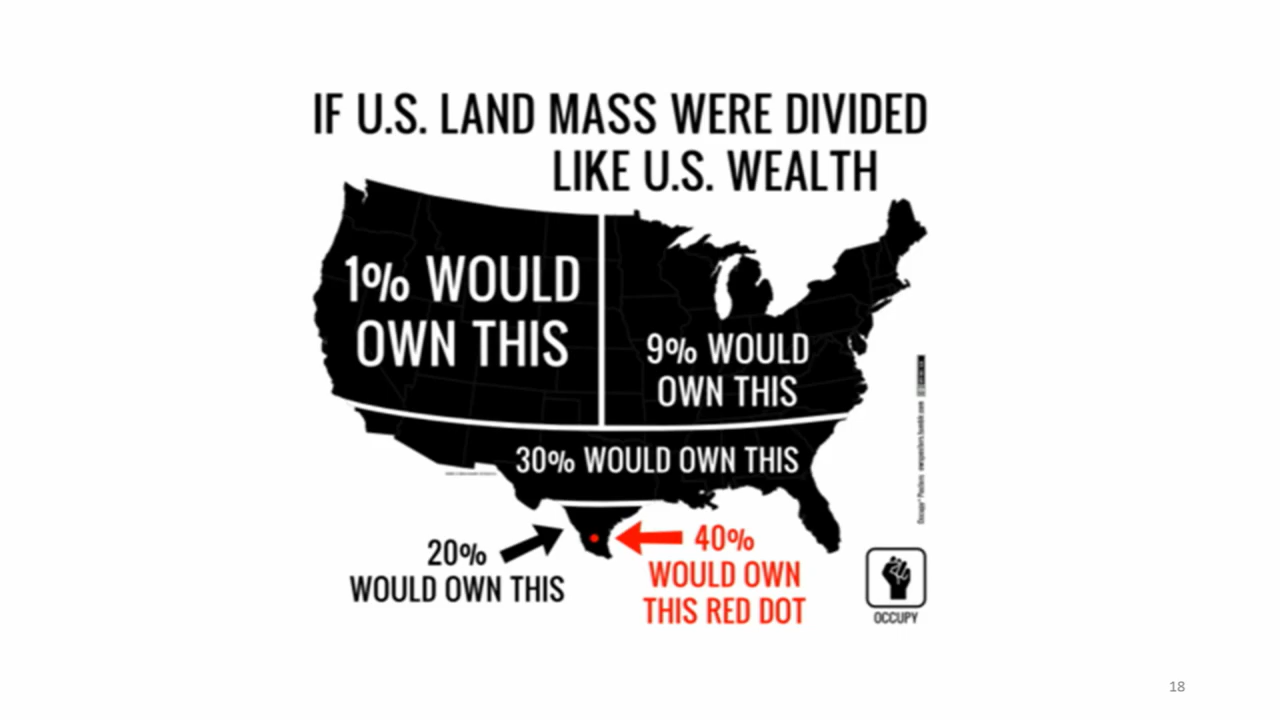 IF U.S. LAND MASS WERE DIVIDED
LIKE U.S. WEALTH
1% WOULD
OWN THIS
9% WOULD
OWN THIS
30% WOULD OWN THIS
20%
WOULD OWN THIS
40%
WOULD OWN
THIS RED DOT
OCCUPY
18